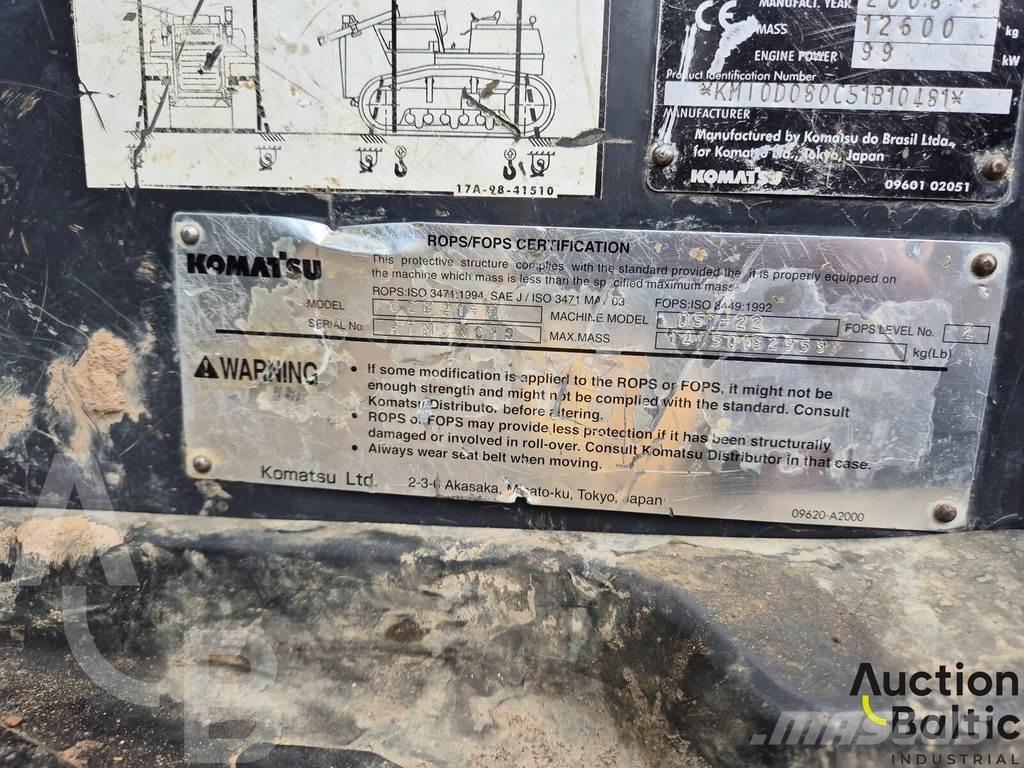 17A-98-41510
MANUFACT. YEAR 2008
MASS 12600 kg
ENGINE POWER 99 kW
Product Identification Number
*KMT0D080C51B10491*
MANUFACTURER
Manufactured by Komatsu do Brasil Ltda.,
for Komatsu Ltd., Tokyo, Japan
KOMATSU 09601 02051
KOMATSU
ROPS/FOPS CERTIFICATION
This protective structure complies with the standard provided the it is properly equipped on
the machine which mass is less than the specified maximum mass.
ROPS:ISO 3471:1994, SAE J / ISO 3471 MA 03 FOPS:ISO 3449:1992
MODEL MACHINE MODEL D51-22 FOPS LEVEL No. 2
SERIAL No. MAX.MASS kg(Lb)
WARNING
• If some modification is applied to the ROPS or FOPS, it might not be
enough strength and might not be complied with the standard. Consult
Komatsu Distributor before altering.
• ROPS or FOPS may provide less protection if it has been structurally
damaged or involved in roll-over. Consult Komatsu Distributor in that case.
• Always wear seat belt when moving.
Komatsu Ltd. 2-3-6 Akasaka, Minato-ku, Tokyo, Japan
09620-A2000
A B
Auction
Baltic
INDUSTRIAL
MASCUS